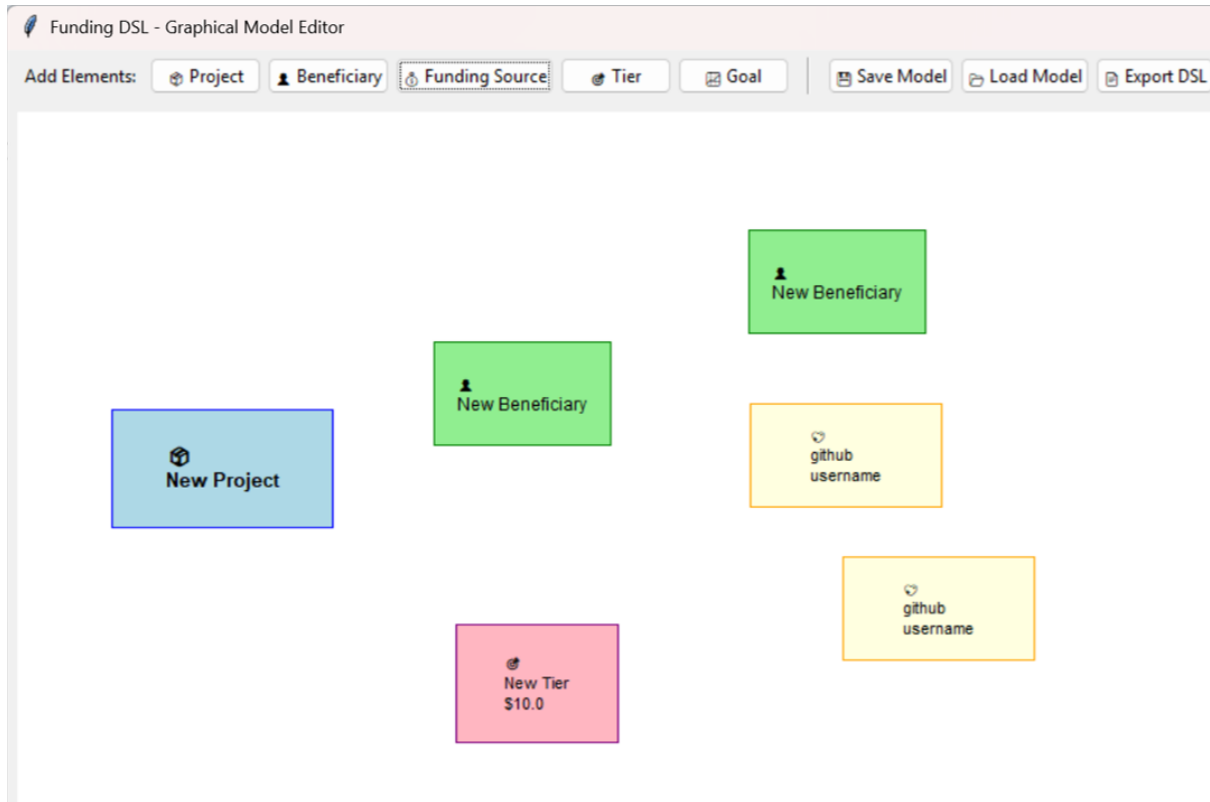 Funding DSL - Graphical Model Editor
Add Elements: Project Beneficiary Funding Source Tier Goal Save Model Load Model Export DSL
New Beneficiary
New Beneficiary
New Project
github
username
github
username
New Tier
$10.0